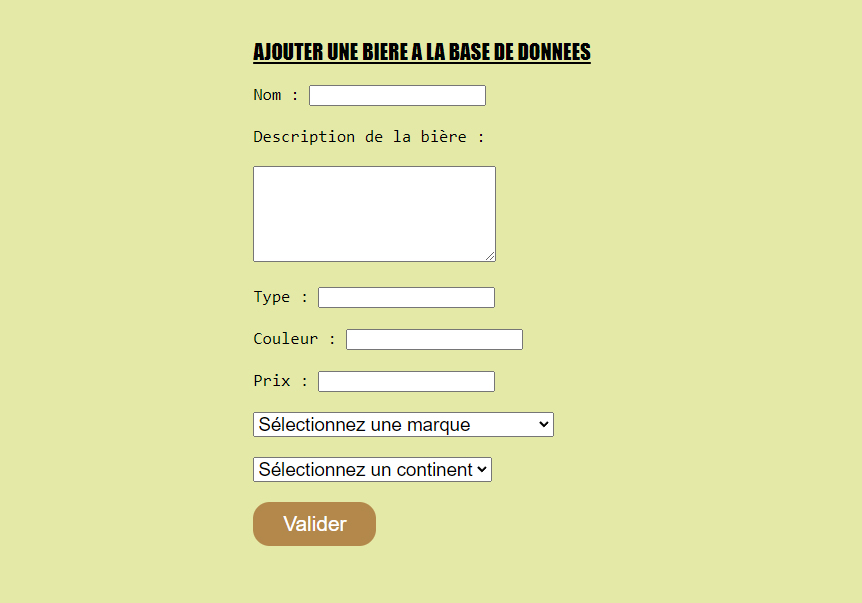 AJOUTER UNE BIERE A LA BASE DE DONNEES
Nom :
Description de la bière :
Type :
Couleur :
Prix :
Sélectionnez une marque
Sélectionnez un continent
Valider